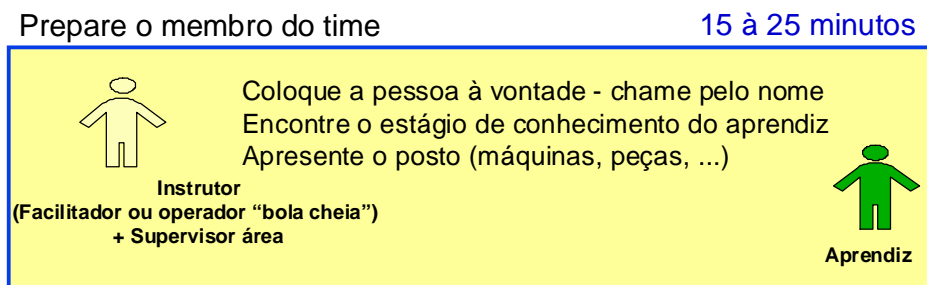 Prepare o membro do time
15 à 25 minutos
Coloque a pessoa à vontade - chame pelo nome
Encontre o estágio de conhecimento do aprendiz
Apresente o posto (máquinas, peças, ...)
Instrutor
(Facilitador ou operador “bola cheia”)
+ Supervisor área
Aprendiz